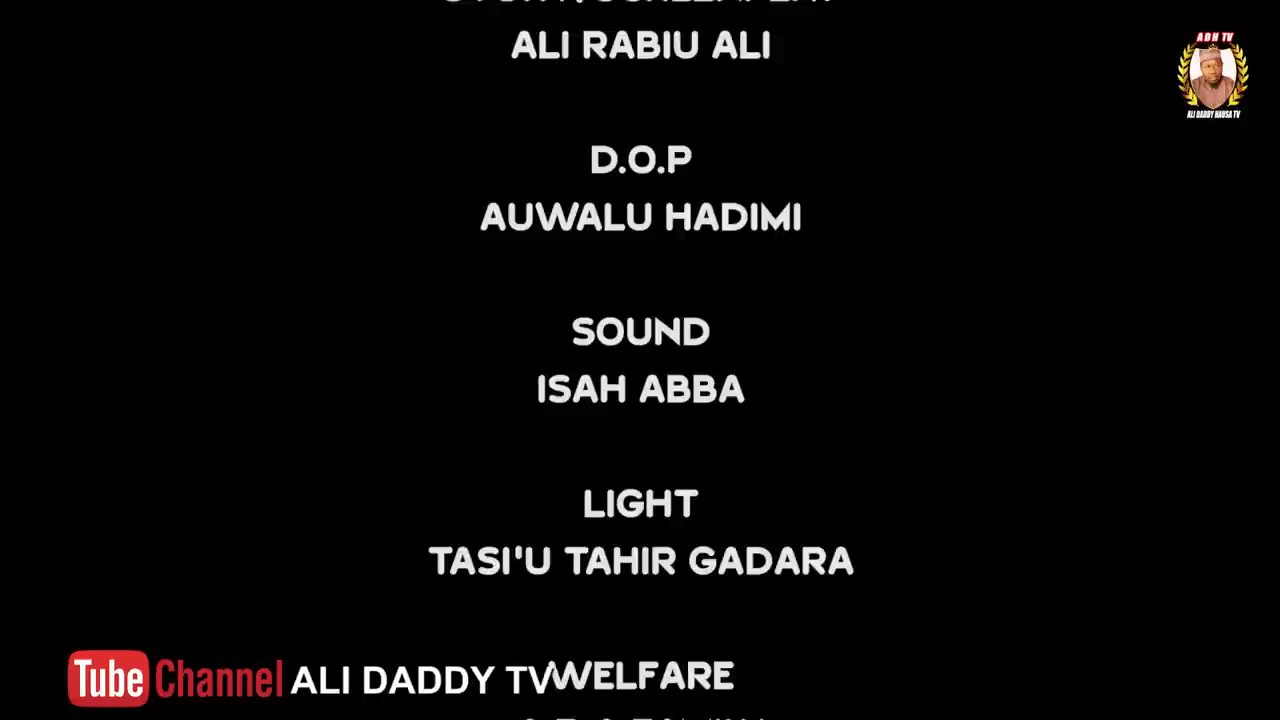 ALI RABIU ALI
ADH TV
ALI DADDY HAUSA TV
D.O.P
AUWALU HADIMI
SOUND
ISAH ABBA
LIGHT
TASI'U TAHIR GADARA
WELFARE
Tube Channel ALI DADDY TV